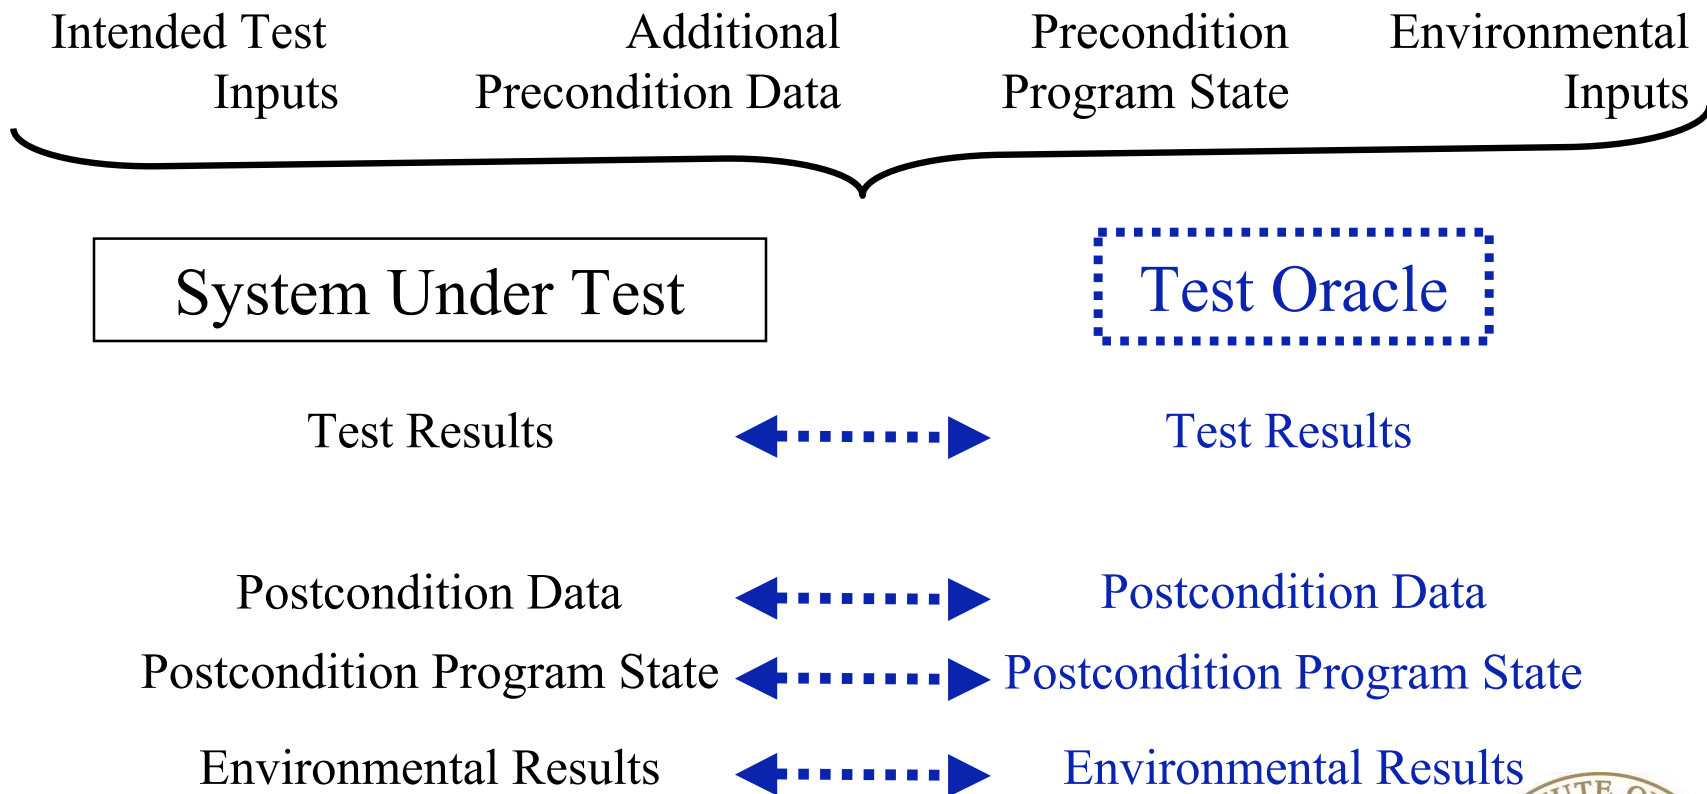 Intended Test Inputs
Additional Precondition Data
Precondition Program State
Environmental Inputs
System Under Test
Test Oracle
Test Results
Test Results
Postcondition Data
Postcondition Data
Postcondition Program State
Postcondition Program State
Environmental Results
Environmental Results